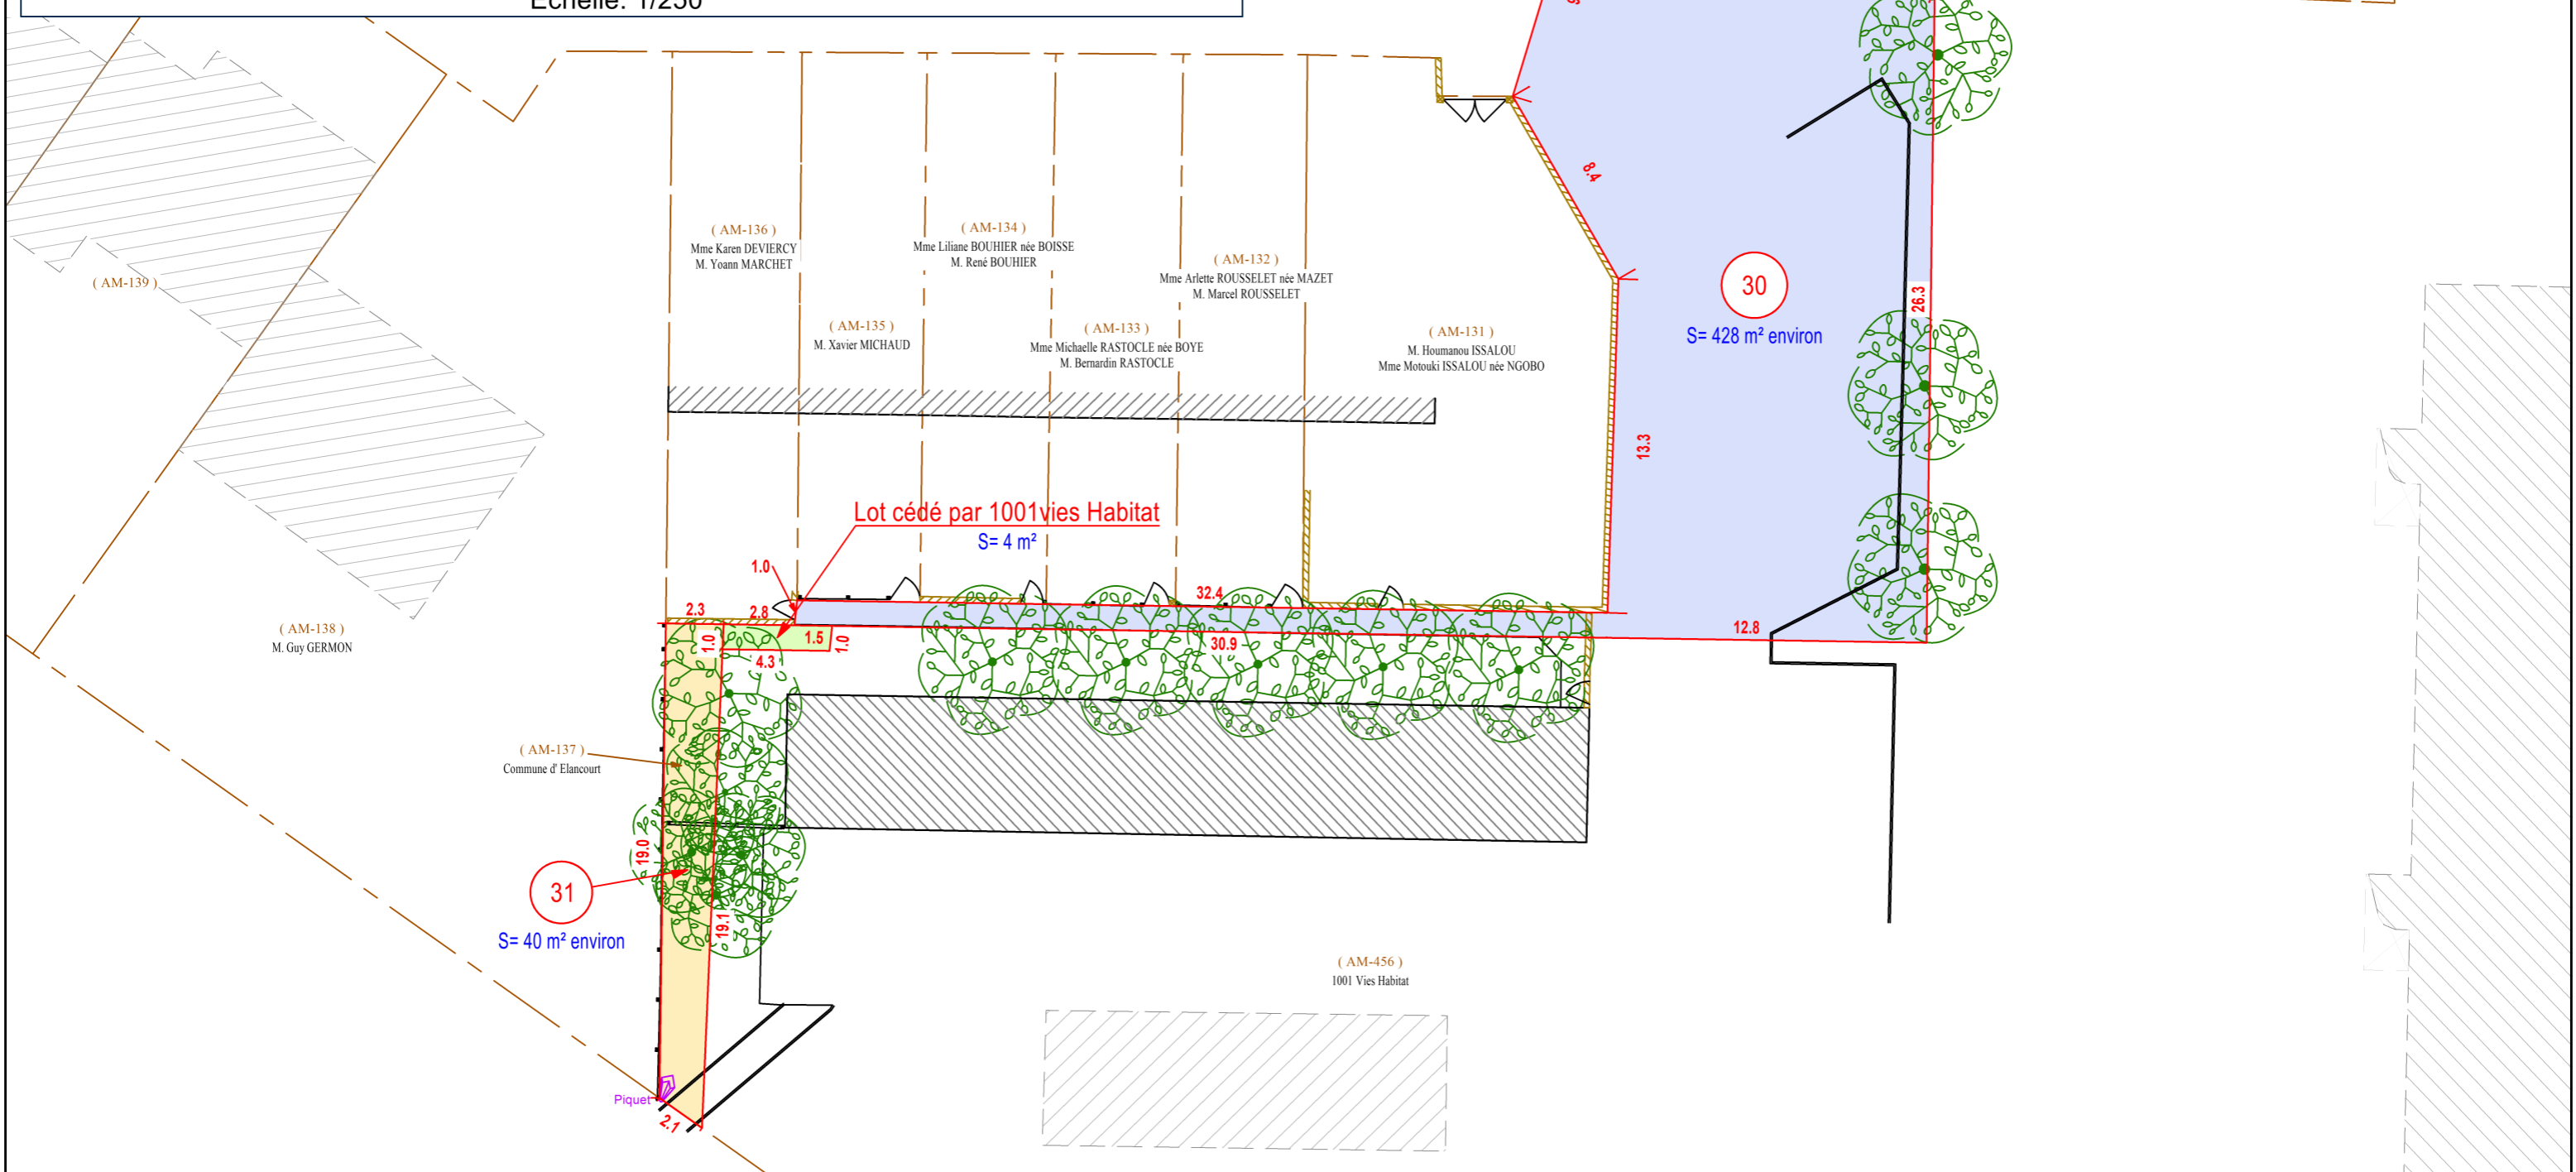 Echelle: 1/250
( AM-136 )
Mme Karen DEVIERCY
M. Yoann MARCHET
( AM-134 )
Mme Liliane BOUHIER née BOISSE
M. René BOUHIER
( AM-132 )
Mme Arlette ROUSSELET née MAZET
M. Marcel ROUSSELET
( AM-139 )
( AM-135 )
M. Xavier MICHAUD
( AM-133 )
Mme Michaelle RASTOCLE née BOYE
M. Bernardin RASTOCLE
( AM-131 )
M. Houmanou ISSALOU
Mme Motouki ISSALOU née NGOBO
8.4
30
S= 428 m² environ
26.3
13.3
Lot cédé par 1001vies Habitat
S= 4 m²
1.0
2.3
2.8
32.4
1.0
1.5
1.0
4.3
30.9
12.8
( AM-138 )
M. Guy GERMON
( AM-137 )
Commune d' Elancourt
19.0
31
S= 40 m² environ
19.1
( AM-456 )
1001 Vies Habitat
Piquet
2.1